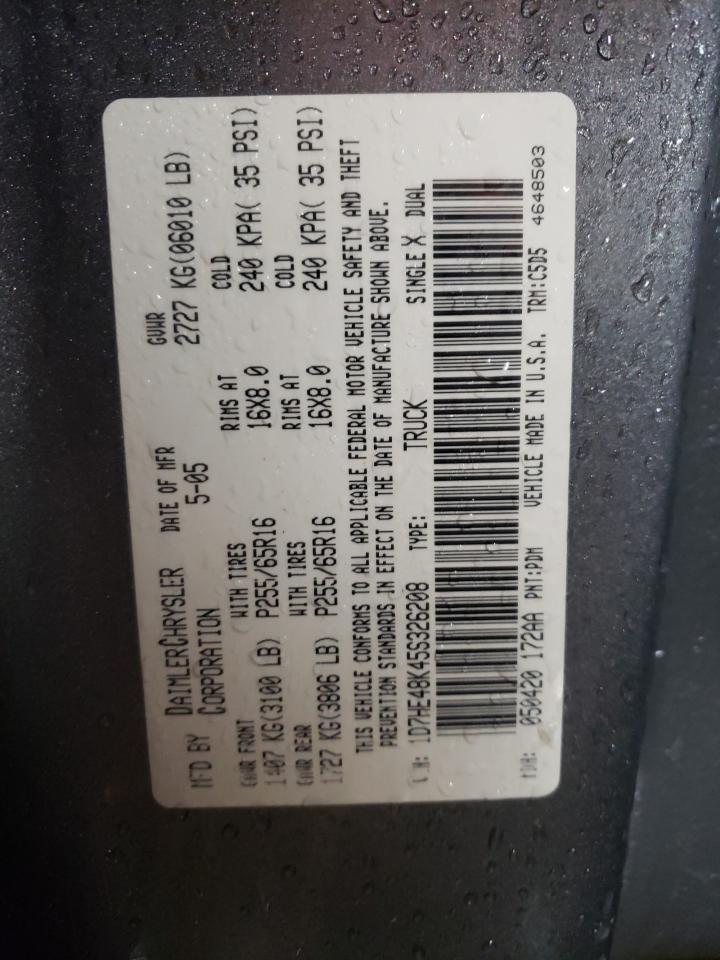 MFD BY DAIMLERCHRYSLER CORPORATION DATE OF MFR 5-05 GVWR 2727 KG(06010 LB)
GAWR FRONT WITH TIRES RIMS AT COLD
1407 KG(3100 LB) P255/65R16 16X8.0 240 KPA( 35 PSI)
GAWR REAR WITH TIRES RIMS AT COLD
1727 KG(3806 LB) P255/65R16 16X8.0 240 KPA( 35 PSI)
THIS VEHICLE CONFORMS TO ALL APPLICABLE FEDERAL MOTOR VEHICLE SAFETY AND THEFT
PREVENTION STANDARDS IN EFFECT ON THE DATE OF MANUFACTURE SHOWN ABOVE.
1D7HE48K45S326208 TYPE: TRUCK SINGLE X DUAL
050420 172AA PNT:PDM VEHICLE MADE IN U.S.A. TRM:C5D5 4648503